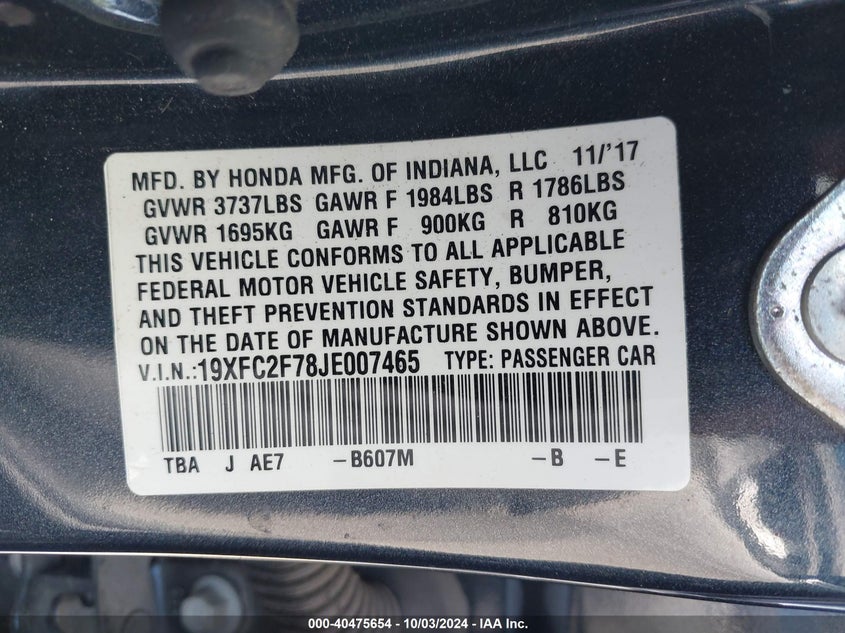 MFD. BY HONDA MFG. OF INDIANA, LLC 11/'17
GVWR 3737LBS GAWR F 1984LBS R 1786LBS
GVWR 1695KG GAWR F 900KG R 810KG
THIS VEHICLE CONFORMS TO ALL APPLICABLE
FEDERAL MOTOR VEHICLE SAFETY, BUMPER,
AND THEFT PREVENTION STANDARDS IN EFFECT
ON THE DATE OF MANUFACTURE SHOWN ABOVE.
V.I.N.:19XFC2F78JE007465 TYPE: PASSENGER CAR
TBA J AE7 –B607M –B –E
000-40475654 - 10/03/2024 - IAA Inc.